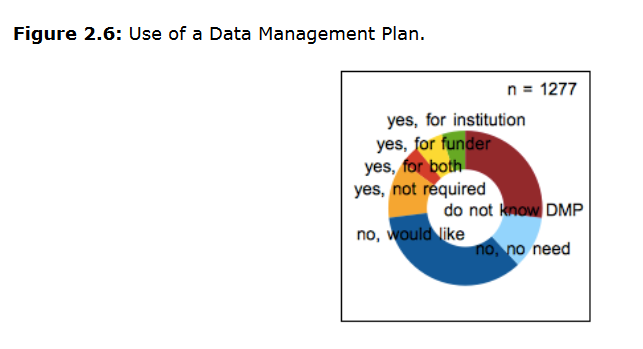 Figure 2.6: Use of a Data Management Plan.
n = 1277
yes, for institution
yes, for funder
yes, for both
yes, not required
do not know DMP
no, would like
no, no need